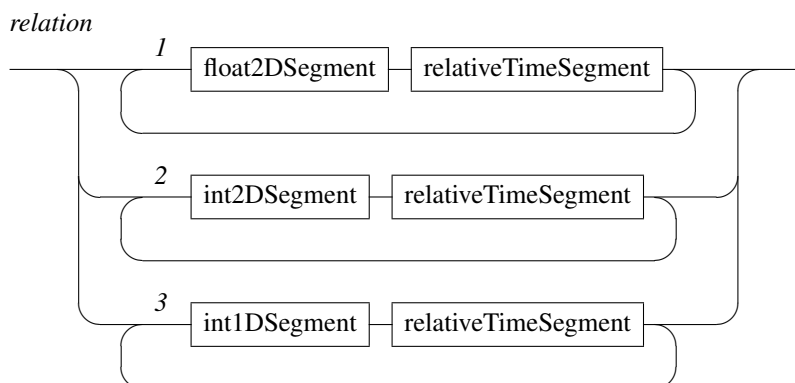 relation
1
float2DSegment relativeTimeSegment
2
int2DSegment relativeTimeSegment
3
int1DSegment relativeTimeSegment